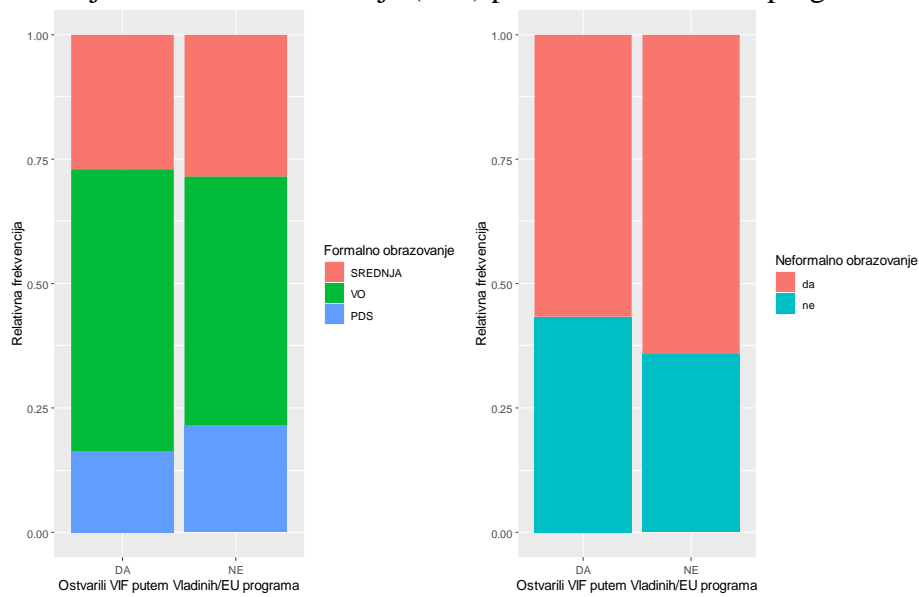 1.00
0.75
0.50
0.25
0.00
Relativna frekvencija
DA
NE
Ostvarili VIF putem Vladinih/EU programa
Formalno obrazovanje
SREDNJA
VO
PDS
1.00
0.75
0.50
0.25
0.00
Relativna frekvencija
DA
NE
Ostvarili VIF putem Vladinih/EU programa
Neformalno obrazovanje
da
ne